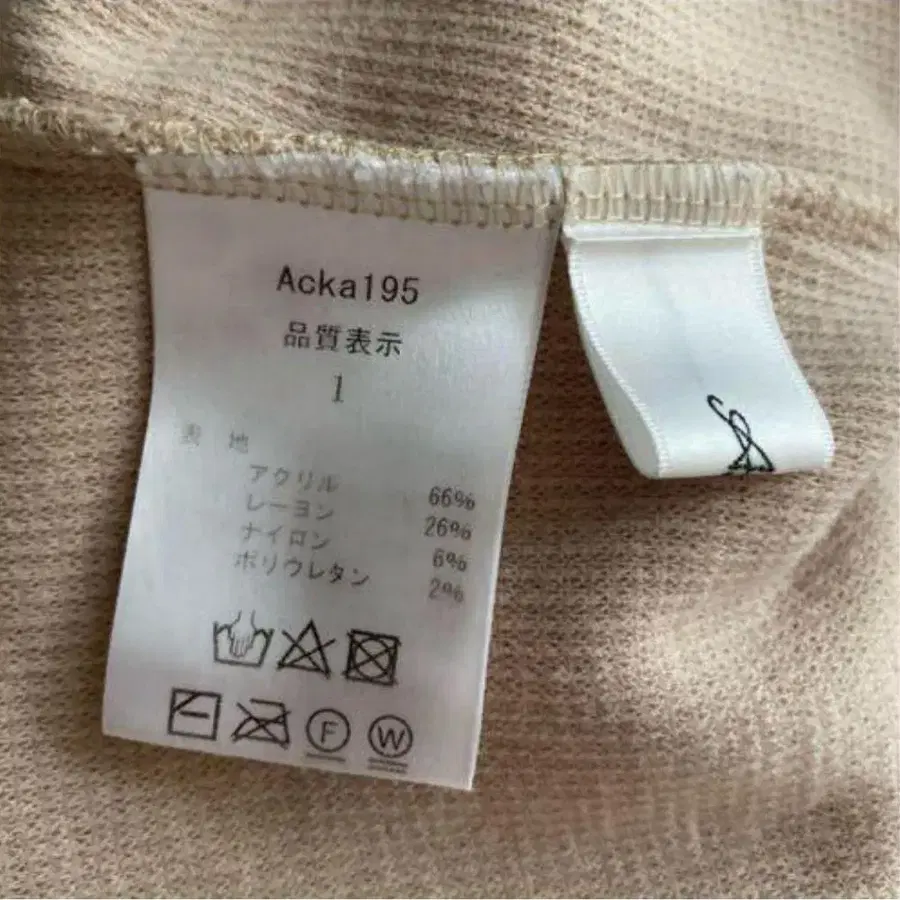 Acka195
品質表示
1
表 地
アクリル 66%
レーヨン 26%
ナイロン 6%
ポリウレタン 2%
F W